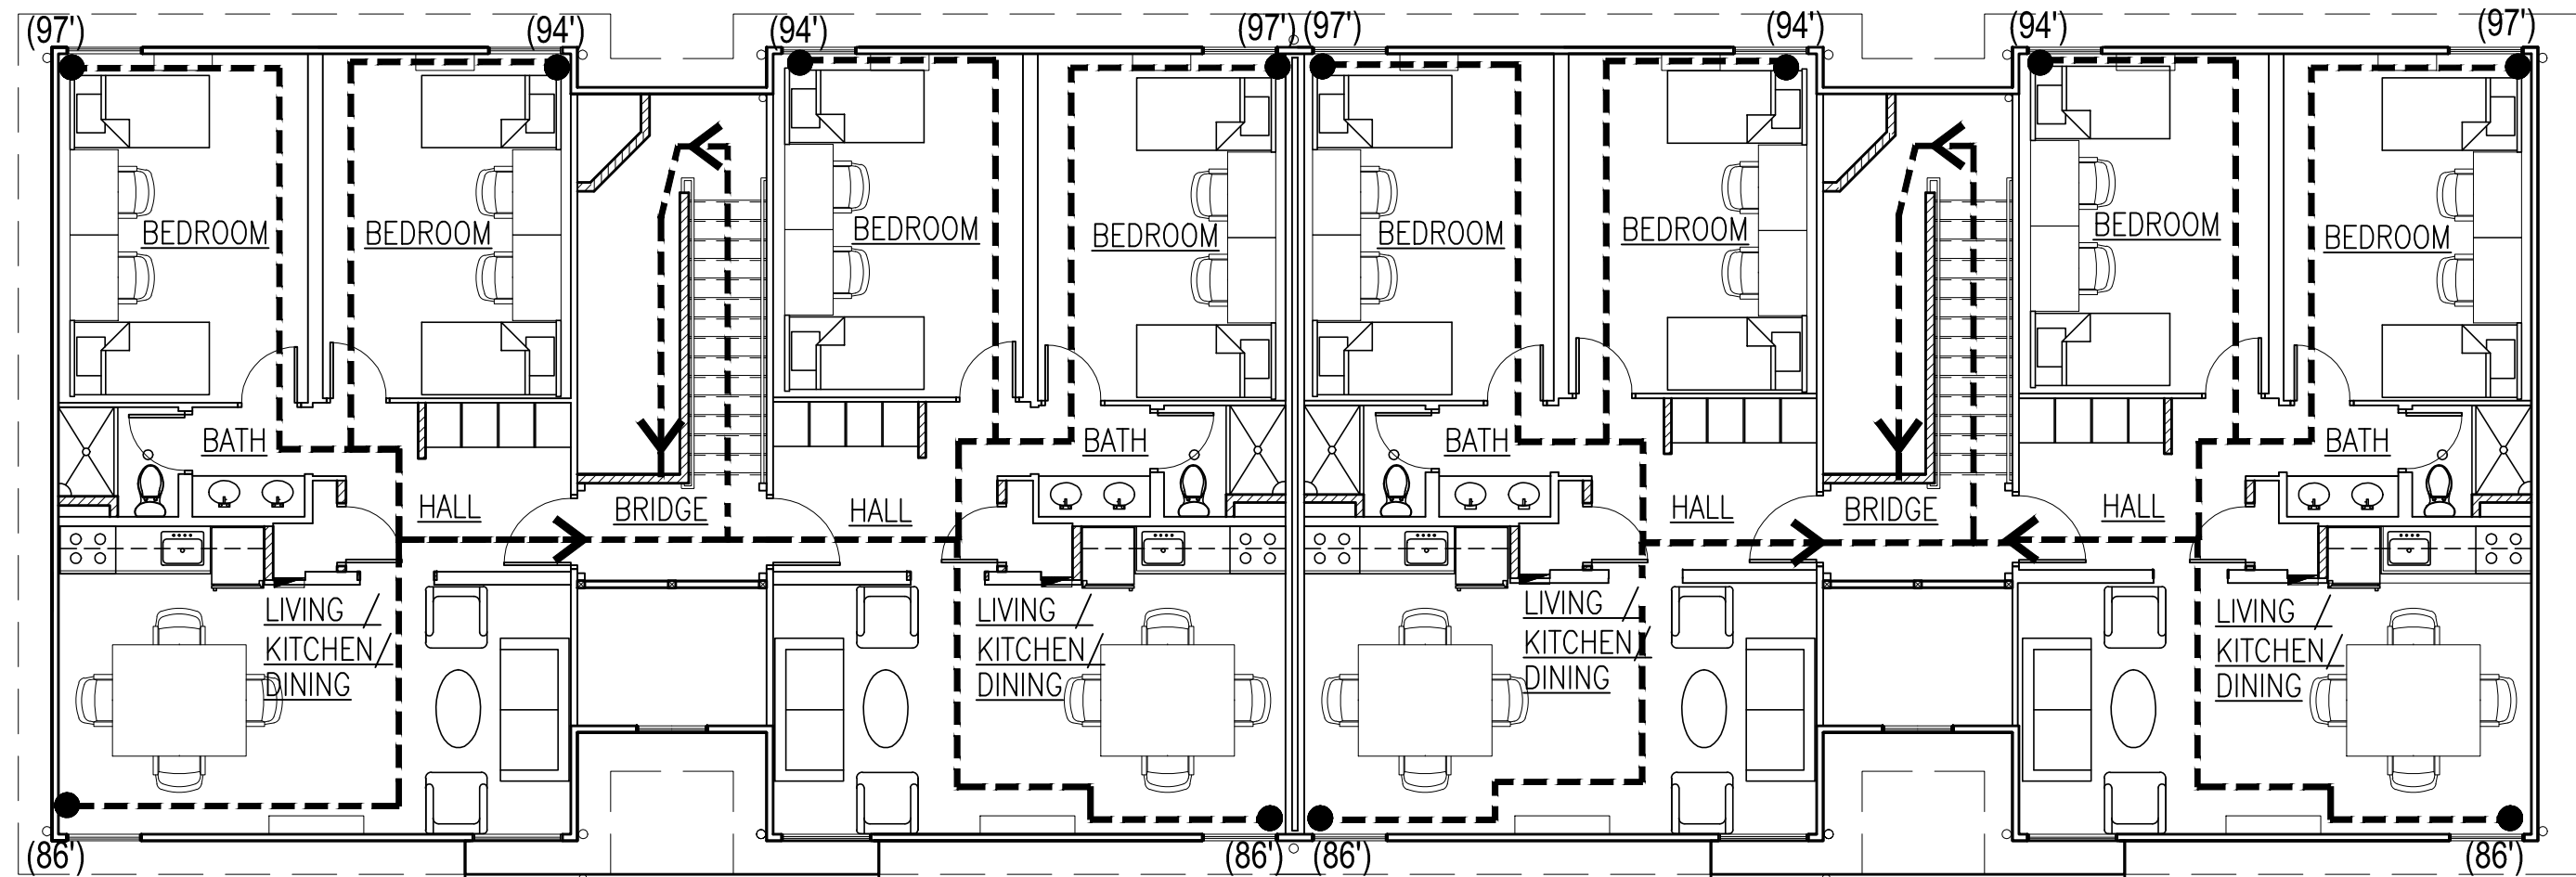 (97') (94') (94') (97') (97') (94') (94') (97')
BEDROOM BEDROOM BEDROOM BEDROOM BEDROOM BEDROOM BEDROOM BEDROOM
BATH BATH BATH BATH
HALL BRIDGE HALL HALL BRIDGE HALL
LIVING /
KITCHEN/
DINING
LIVING /
KITCHEN/
DINING
LIVING /
KITCHEN/
DINING
LIVING /
KITCHEN/
DINING
(86') (86') (86') (86')